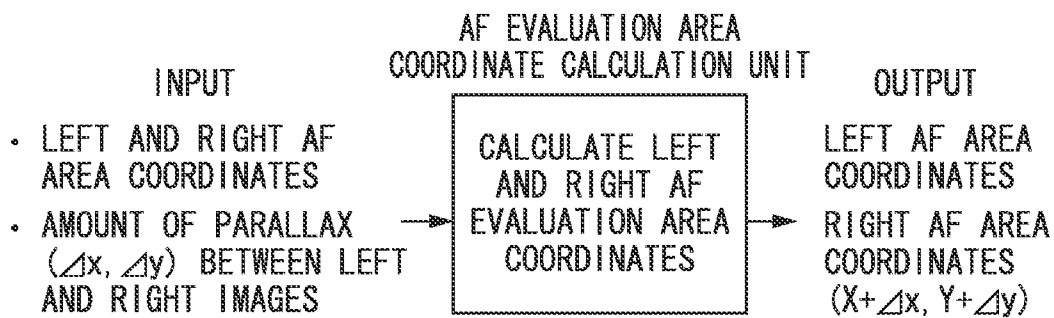 AF EVALUATION AREA
COORDINATE CALCULATION UNIT
INPUT
• LEFT AND RIGHT AF
AREA COORDINATES
• AMOUNT OF PARALLAX
(⊿x, ⊿y) BETWEEN LEFT
AND RIGHT IMAGES
CALCULATE LEFT
AND RIGHT AF
EVALUATION AREA
COORDINATES
OUTPUT
LEFT AF AREA
COORDINATES
RIGHT AF AREA
COORDINATES
(X+⊿x, Y+⊿y)